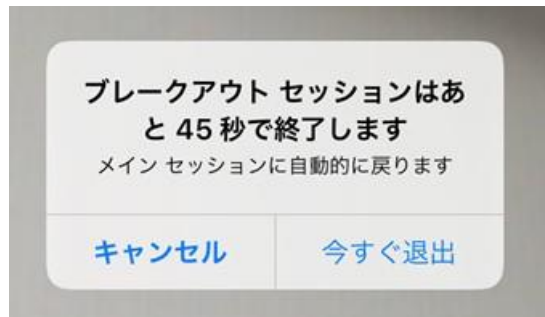 ブレークアウト セッションはあ
と 45 秒で終了します
メイン セッションに自動的に戻ります
キャンセル
今すぐ退出